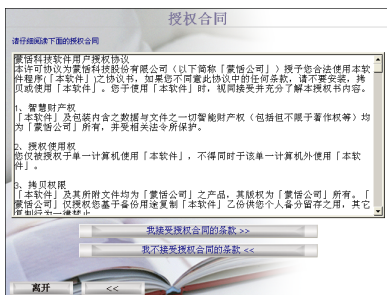 授权合同
请仔细阅读下面的授权合同
蒙恬科技软件用户授权协议
本许可协议为蒙恬科技股份有限公司（以下简称「蒙恬公司」）授予您合法使用本软
件程序(「本软件」)之协议书，如果您不同意此协议中的任何条款，请不要安装，拷
贝或使用「本软件」。您于使用「本软件」时，视同接受并充分了解本授权书内容。
1、智慧财产权
「本软件」及包装内含之数据与文件之一切智能财产权（包括但不限于著作权等）均
为「蒙恬公司」所有，并受相关法令所保护。
2、授权使用权
您仅被授权于单一计算机使用「本软件」，不得同时于该单一计算机外使用「本软
件」。
3、拷贝权限
「本软件」及其所附文件均为「蒙恬公司」之产品，其版权为「蒙恬公司」所有。「
蒙恬公司」仅授权您基于备份用途复制「本软件」乙份供您个人备分留存之用，其它
复制行为一律禁止
我接受授权合同的条款 >>
我不接受授权合同的条款 <<
离开
<<